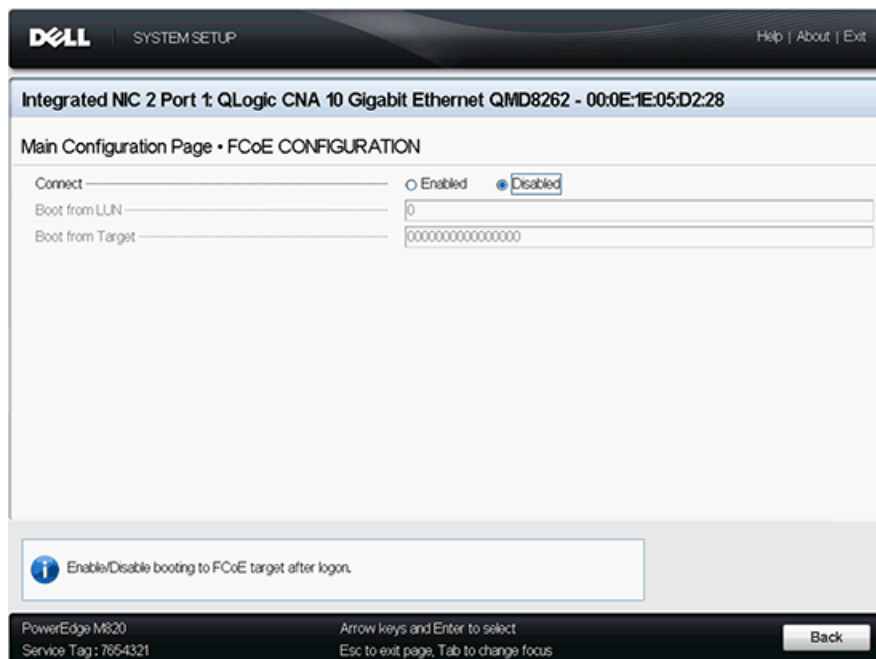 DELL
SYSTEM SETUP
Help | About | Exit
Integrated NIC 2 Port 1: QLogic CNA 10 Gigabit Ethernet QMD8262 - 00:0E:1E:05:D2:28
Main Configuration Page • FCoE CONFIGURATION
Connect
Enabled
Disabled
Boot from LUN
0
Boot from Target
0000000000000000
Enable/Disable booting to FCoE target after logon.
PowerEdge M820
Arrow keys and Enter to select
Service Tag : 7654321
Esc to exit page, Tab to change focus
Back